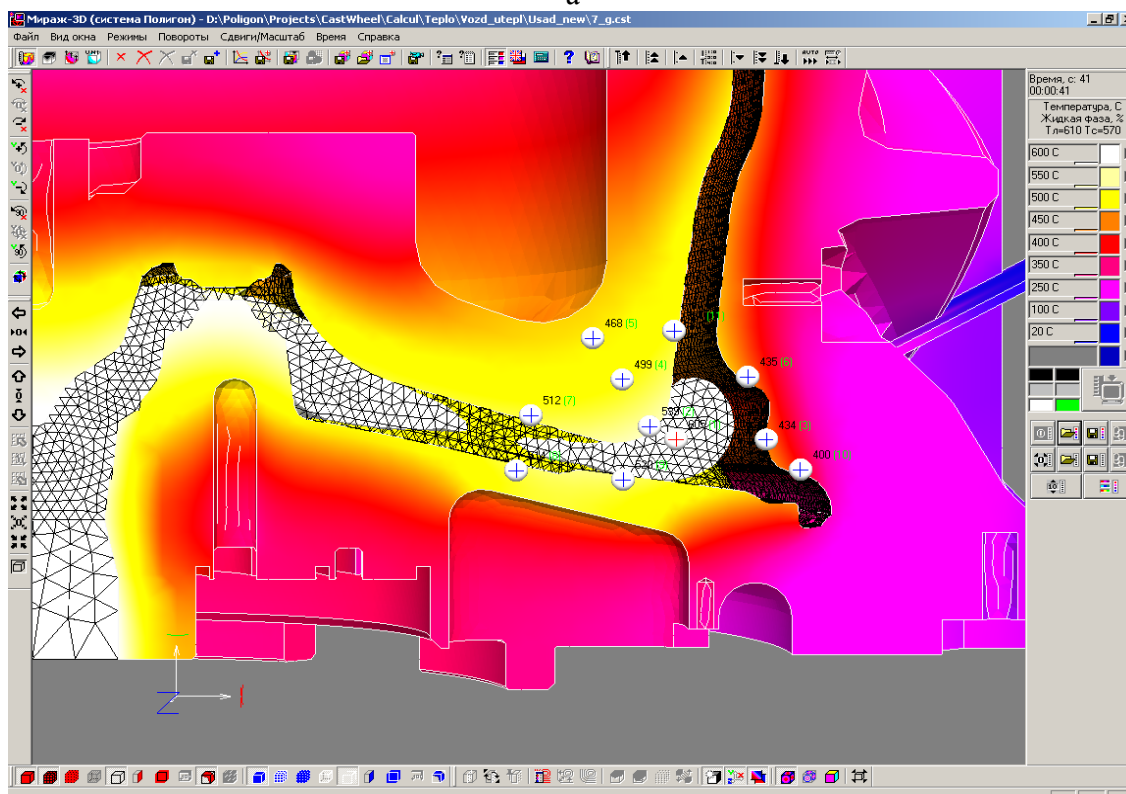 а
Мираж-3D (система Полигон) - D:\Poligon\Projects\CastWheel\Calcul\Teplo\Vozd_utepl\Usad_new\7_g.cst
Файл Вид окна Режимы Повороты Сдвиги/Масштаб Время Справка
Время, с: 41
00:00:41
Температура, С
Жидкая фаза, %
Тл=610 Тс=570
600 С
550 С
500 С
450 С
400 С
350 С
250 С
100 С
20 С
468 (5)
(11)
499 (4)
435 (6)
512 (7)
434 (3)
400 (10)